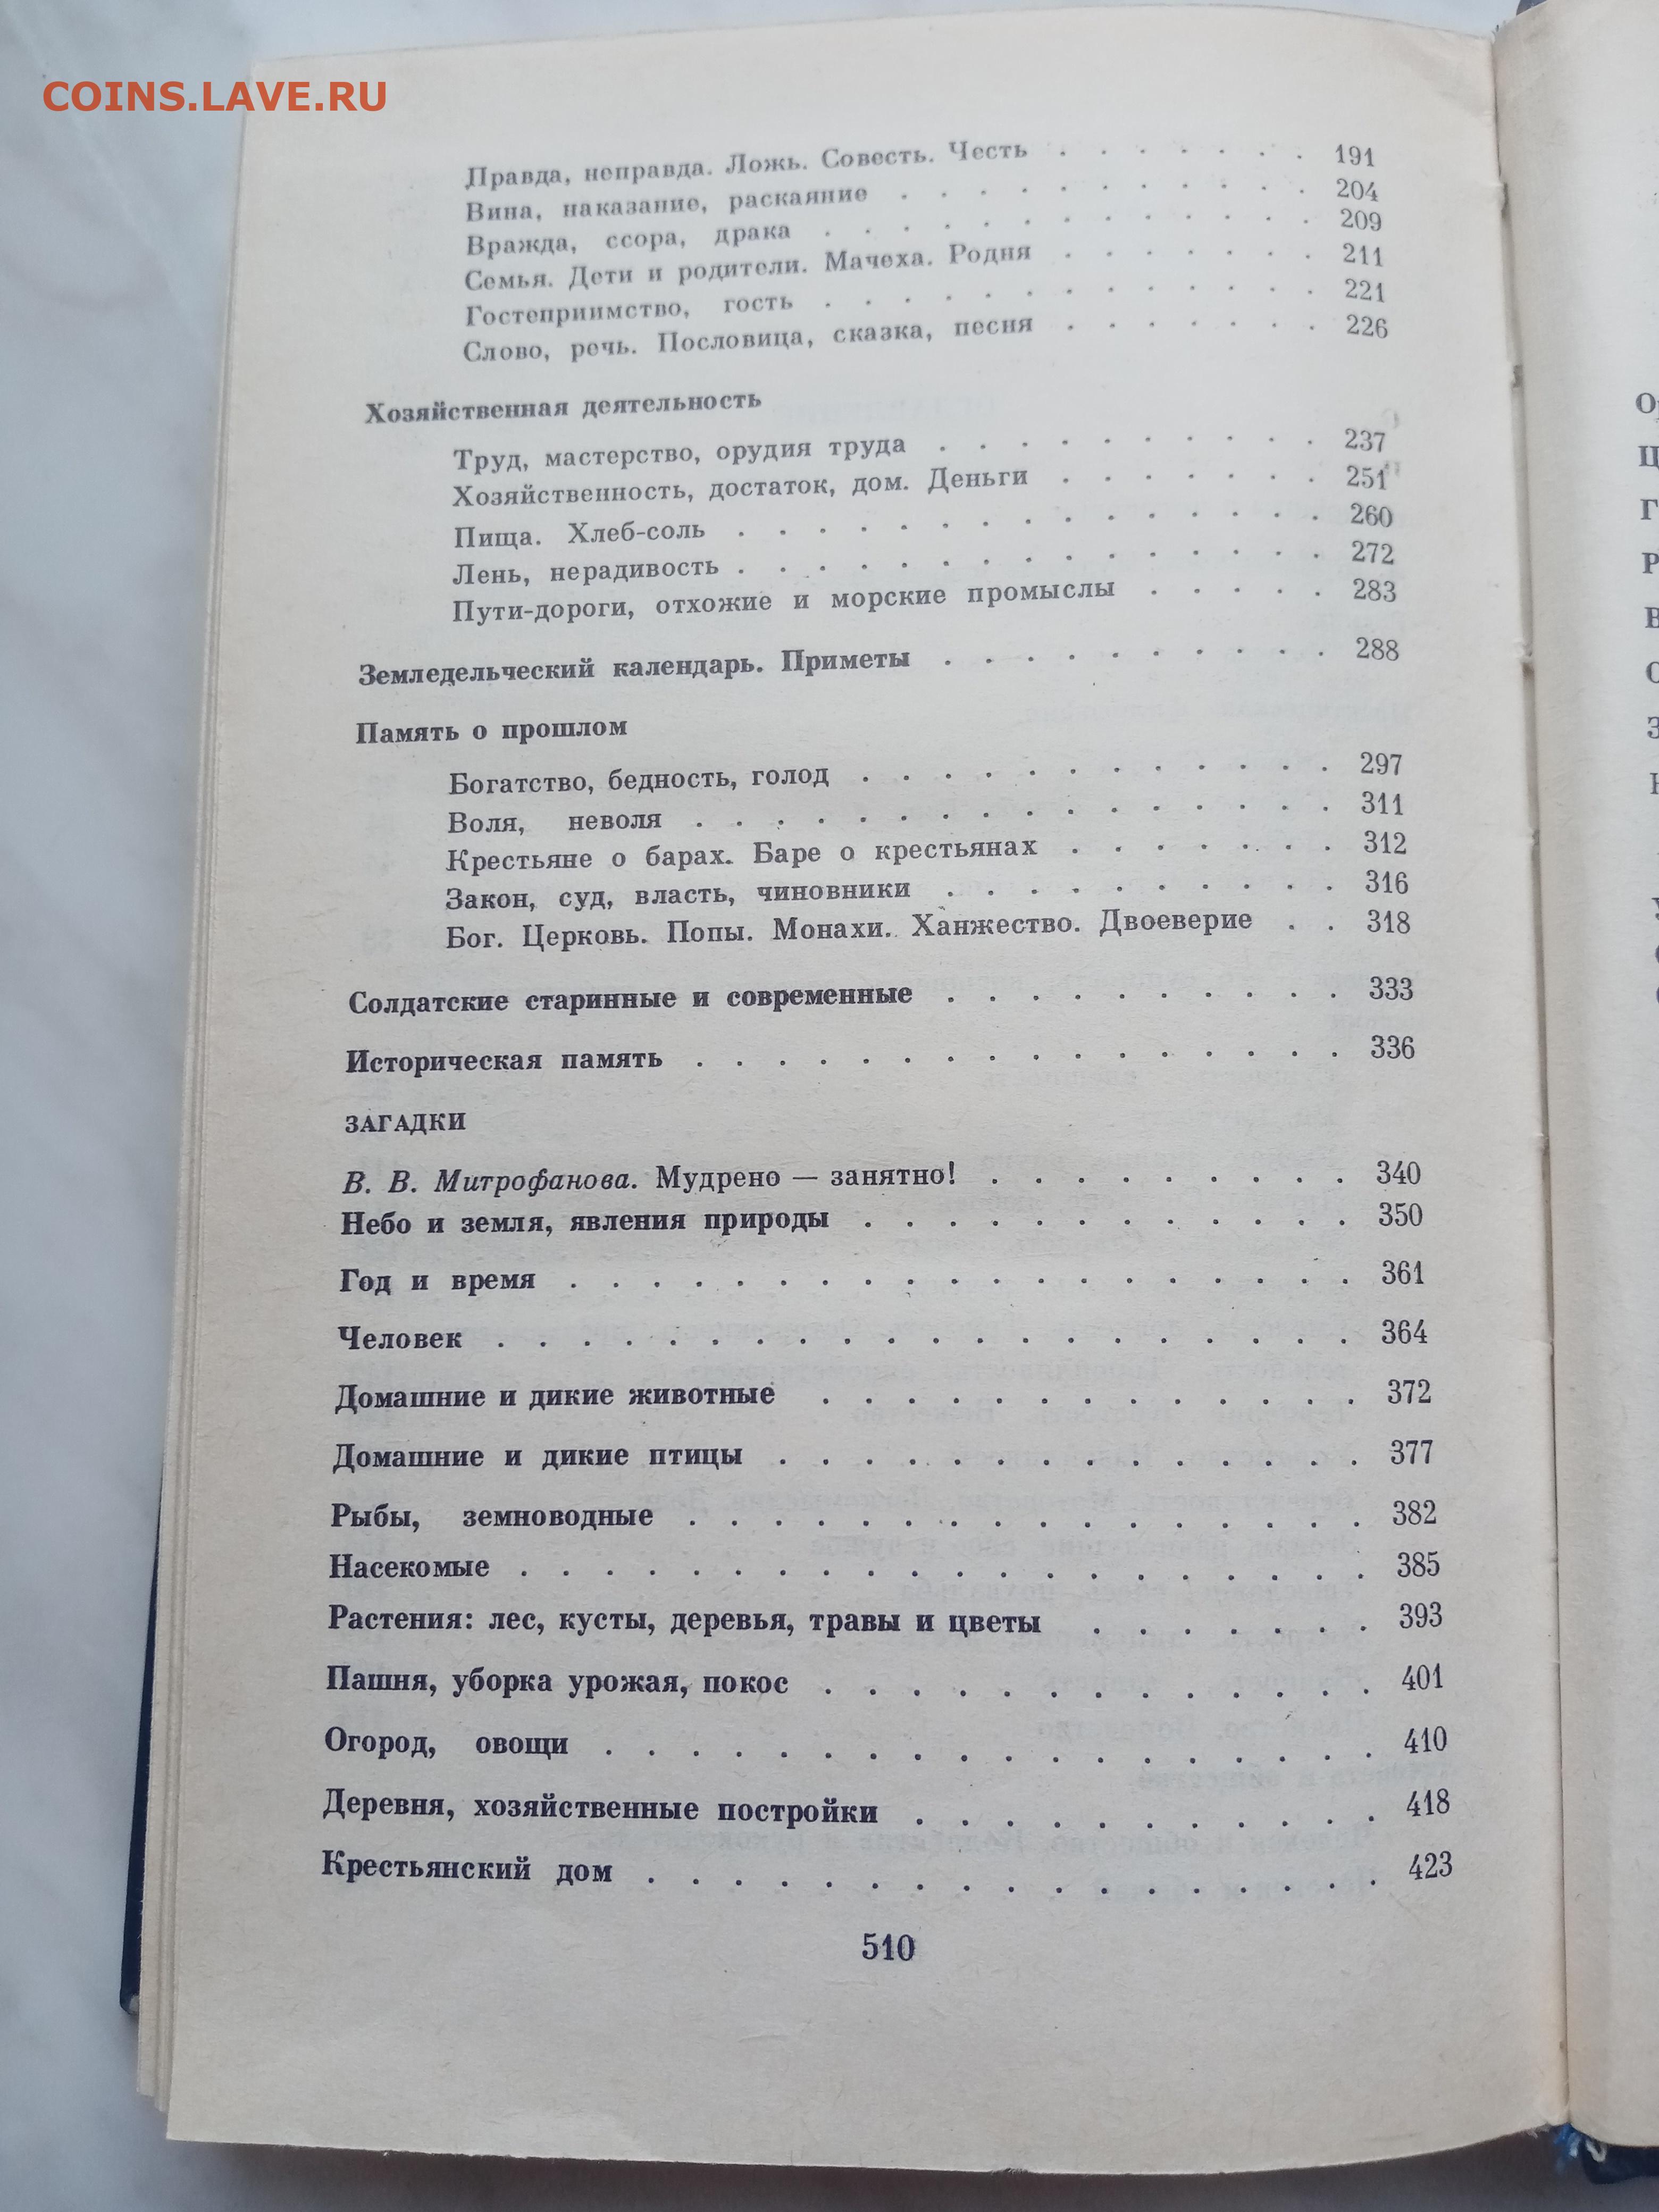 COINS.LAVE.RU
Правда, неправда. Ложь. Совесть. Честь . . . . . . . 191
Вина, наказание, раскаяние . . . . . . . . . . . 204
Вражда, ссора, драка . . . . . . . . . . . . . 209
Семья. Дети и родители. Мачеха. Родня . . . . . . . 211
Гостеприимство, гость . . . . . . . . . . . . . 221
Слово, речь. Пословица, сказка, песня . . . . . . . 226
Хозяйственная деятельность
Труд, мастерство, орудия труда . . . . . . . . . . 237
Хозяйственность, достаток, дом. Деньги . . . . . . . 251
Пища. Хлеб-соль . . . . . . . . . . . . . . . 260
Лень, нерадивость . . . . . . . . . . . . . . . 272
Пути-дороги, отхожие и морские промыслы . . . . . 283
Земледельческий календарь. Приметы . . . . . . . . . . 288
Память о прошлом
Богатство, бедность, голод . . . . . . . . . . . . 297
Воля, неволя . . . . . . . . . . . . . . . . 311
Крестьяне о барах. Баре о крестьянах . . . . . . . 312
Закон, суд, власть, чиновники . . . . . . . . . . 316
Бог. Церковь. Попы. Монахи. Ханжество. Двоеверие . . 318
Солдатские старинные и современные . . . . . . . . . . 333
Историческая память . . . . . . . . . . . . . . . . 336
ЗАГАДКИ
В. В. Митрофанова. Мудрено — занятно! . . . . . . . . . 340
Небо и земля, явления природы . . . . . . . . . . . . 350
Год и время . . . . . . . . . . . . . . . . . . . 361
Человек . . . . . . . . . . . . . . . . . . . . 364
Домашние и дикие животные . . . . . . . . . . . . . 372
Домашние и дикие птицы . . . . . . . . . . . . . . 377
Рыбы, земноводные . . . . . . . . . . . . . . . . 382
Насекомые . . . . . . . . . . . . . . . . . . . . 385
Растения: лес, кусты, деревья, травы и цветы . . . . . . . 393
Пашня, уборка урожая, покос . . . . . . . . . . . . . 401
Огород, овощи . . . . . . . . . . . . . . . . . . 410
Деревня, хозяйственные постройки . . . . . . . . . . . 418
Крестьянский дом . . . . . . . . . . . . . . . . . 423
510